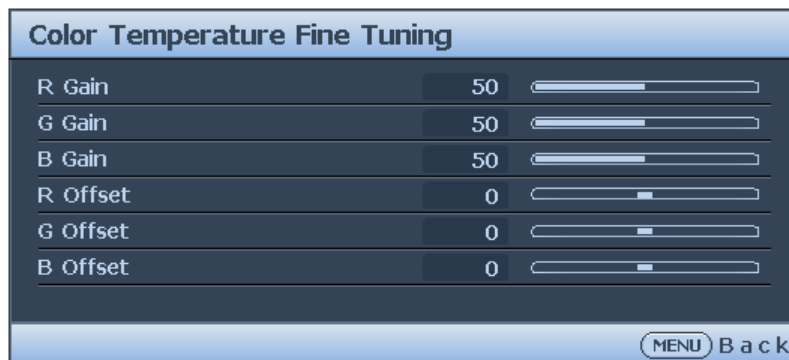 Color Temperature Fine Tuning
R Gain 50
G Gain 50
B Gain 50
R Offset 0
G Offset 0
B Offset 0
MENU Back